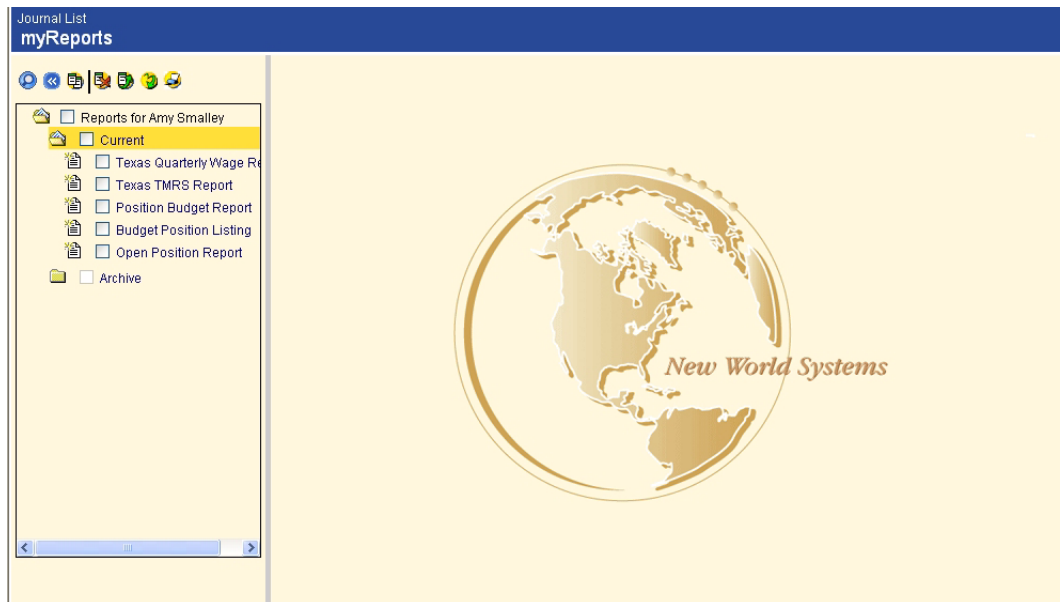 Journal List
myReports
Reports for Amy Smalley
Current
Texas Quarterly Wage Re
Texas TMRS Report
Position Budget Report
Budget Position Listing
Open Position Report
Archive
New World Systems